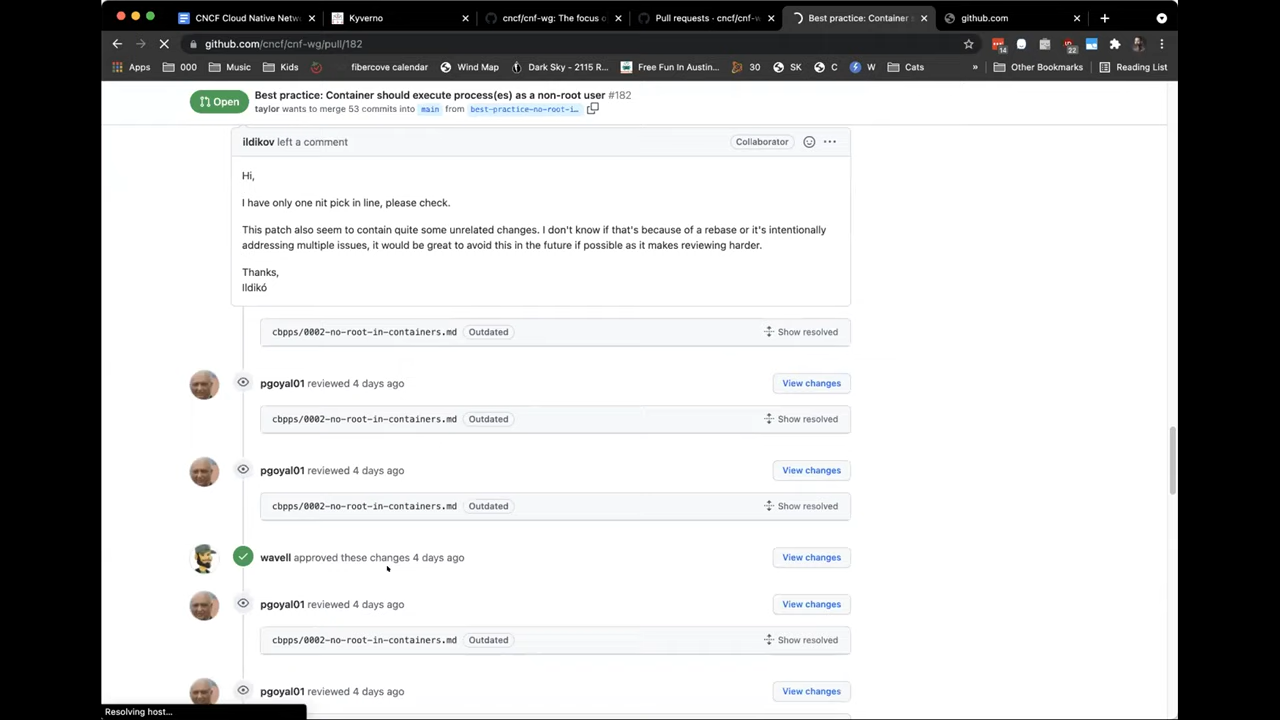 CNCF Cloud Native Netw
Kyverno
cncf/cnf-wg: The focus o
Pull requests · cncf/cnf-w
Best practice: Container
github.com
github.com/cncf/cnf-wg/pull/182
14
22
Apps
000
Music
Kids
fibercove calendar
Wind Map
Dark Sky - 2115 R...
Free Fun In Austin...
30
SK
C
W
Cats
»
Other Bookmarks
Reading List
Open
Best practice: Container should execute process(es) as a non-root user #182
taylor wants to merge 53 commits into main from best-practice-no-root-i...
ildikov left a comment
Collaborator
Hi,
I have only one nit pick in line, please check.
This patch also seem to contain quite some unrelated changes. I don't know if that's because of a rebase or it's intentionally
addressing multiple issues, it would be great to avoid this in the future if possible as it makes reviewing harder.
Thanks,
Ildikó
cbpps/0002-no-root-in-containers.md Outdated Show resolved
pgoyal01 reviewed 4 days ago View changes
cbpps/0002-no-root-in-containers.md Outdated Show resolved
pgoyal01 reviewed 4 days ago View changes
cbpps/0002-no-root-in-containers.md Outdated Show resolved
wavell approved these changes 4 days ago View changes
pgoyal01 reviewed 4 days ago View changes
cbpps/0002-no-root-in-containers.md Outdated Show resolved
pgoyal01 reviewed 4 days ago View changes
Resolving host...